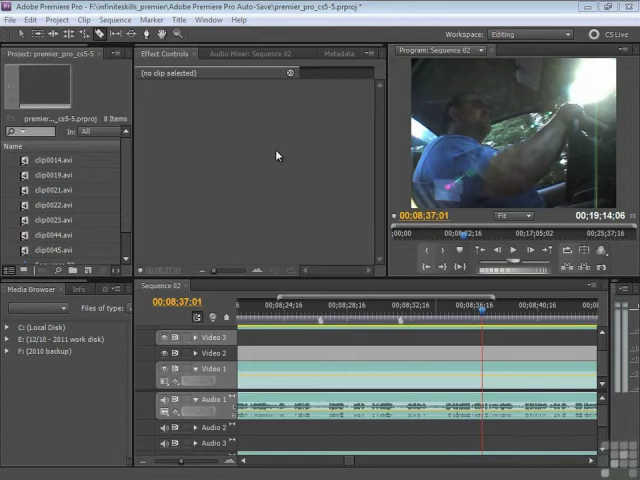 Adobe Premiere Pro - F:\infiniteskills_premier\Adobe Premiere Pro Auto-Save\premier_pro_cs5-5.prproj *
File Edit Project Clip Sequence Marker Title Window Help
Workspace: Editing
CS Live
Project: premier_pro_cs5-5
Effect Controls
Audio Mixer: Sequence 02
Metadata
Program: Sequence 02
(no clip selected)
premier..._cs5-5.prproj 8 Items
In: All
Name
clip0014.avi
clip0019.avi
clip0021.avi
clip0022.avi
clip0023.avi
clip0044.avi
clip0045.avi
00;08;37;01
Fit
00;19;14;06
00;00
00;08;32;16
00;17;05;02
00;25;37;16
00;08;37;01
Media Browser
Info
Files of type:
C: (Local Disk)
E: (12/10 - 2011 work disk)
F: (2010 backup)
Sequence 02
00;08;37;01
00;08;24;16
00;08;28;16
00;08;32;16
00;08;36;16
00;08;40;16
Video 3
Video 2
Video 1
Audio 1
Audio 2
Audio 3